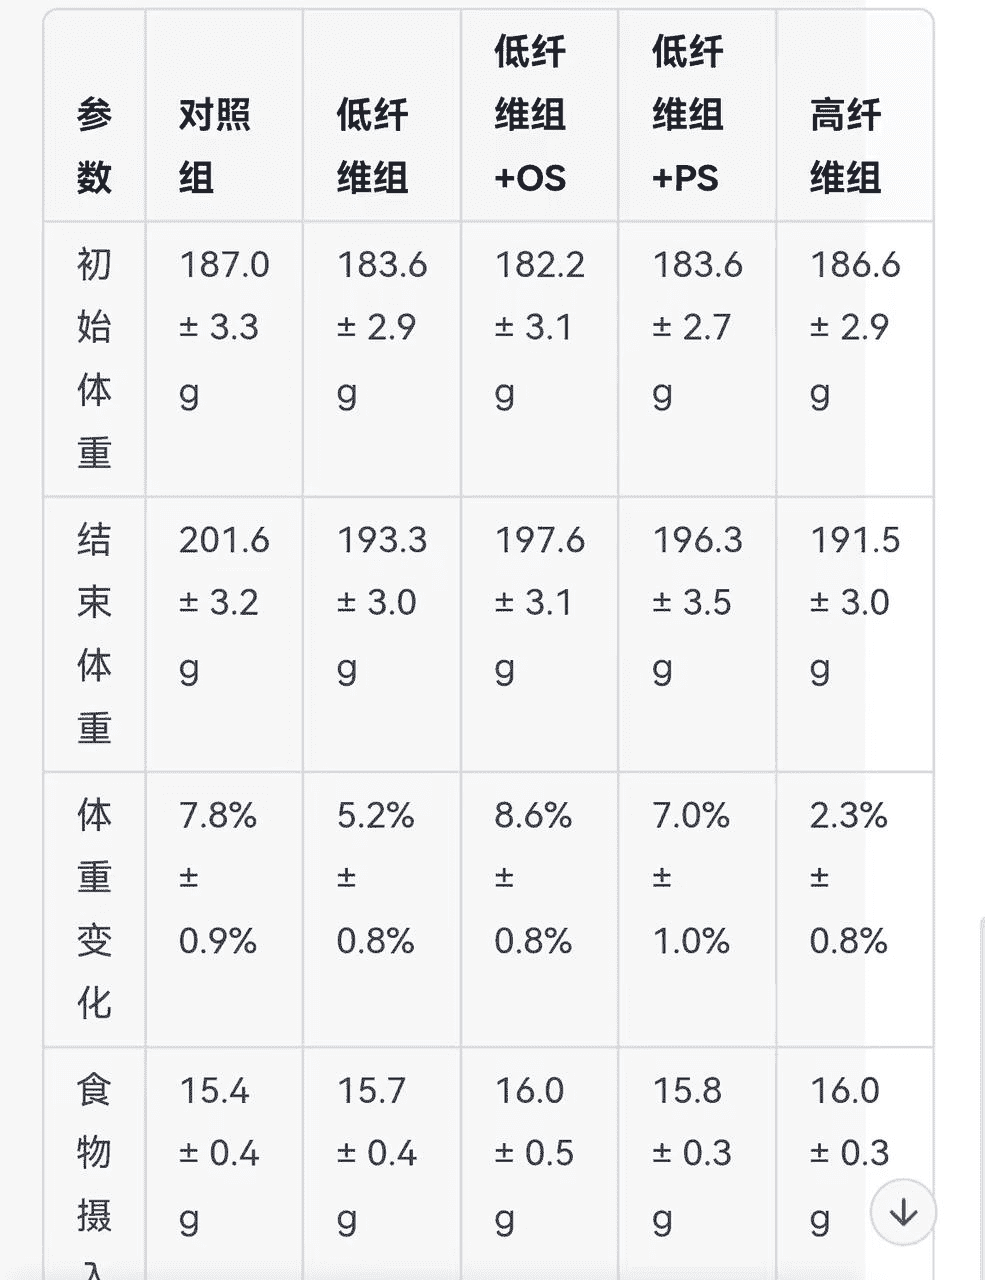 参数 对照组 低纤维组 低纤维组+OS 低纤维组+PS 高纤维组
初始体重 187.0 ± 3.3 g 183.6 ± 2.9 g 182.2 ± 3.1 g 183.6 ± 2.7 g 186.6 ± 2.9 g
结束体重 201.6 ± 3.2 g 193.3 ± 3.0 g 197.6 ± 3.1 g 196.3 ± 3.5 g 191.5 ± 3.0 g
体重变化 7.8% ± 0.9% 5.2% ± 0.8% 8.6% ± 0.8% 7.0% ± 1.0% 2.3% ± 0.8%
食物摄入 15.4 ± 0.4 g 15.7 ± 0.4 g 16.0 ± 0.5 g 15.8 ± 0.3 g 16.0 ± 0.3 g